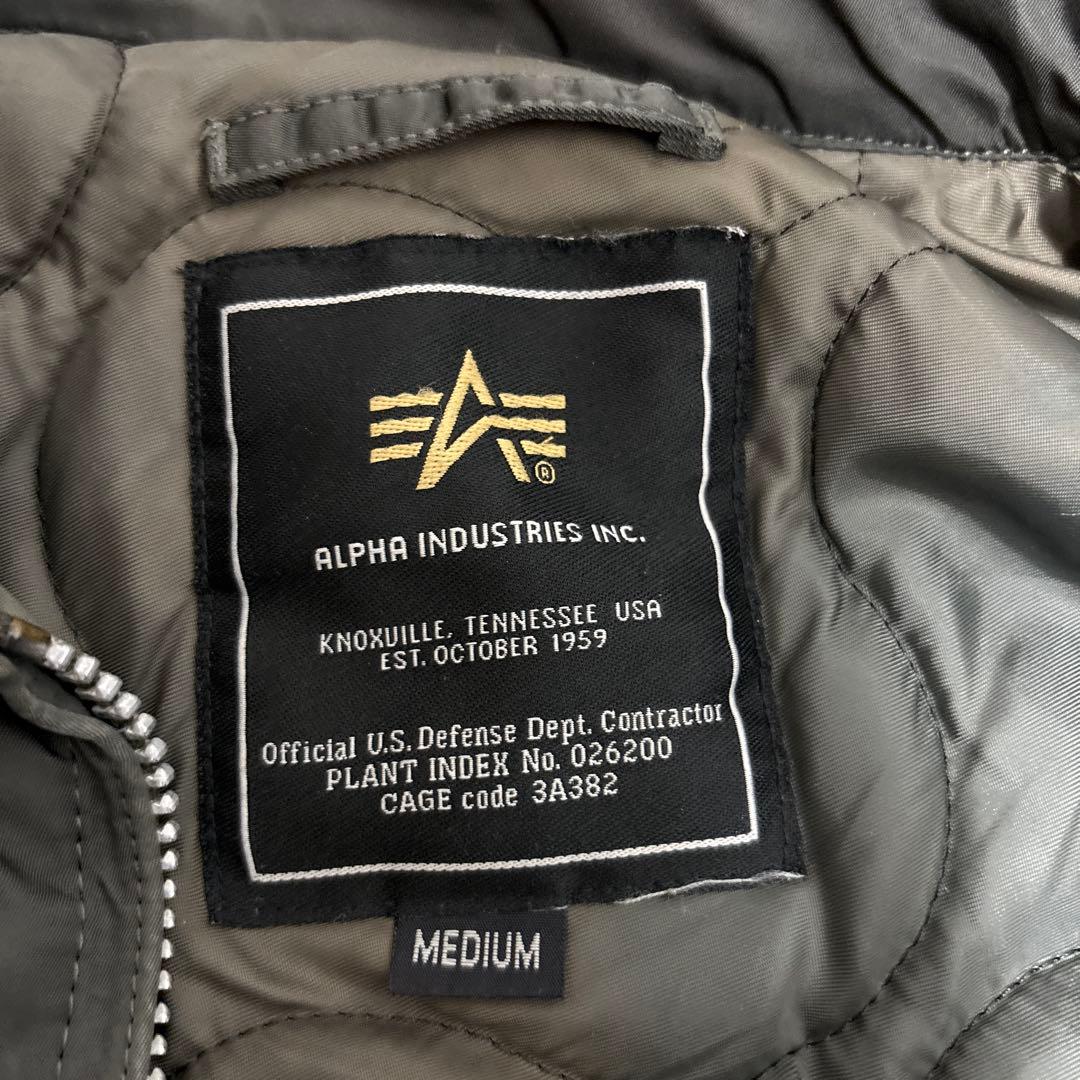 ®
ALPHA INDUSTRIES INC.
KNOXVILLE, TENNESSEE USA
EST. OCTOBER 1959
Official U.S. Defense Dept. Contractor
PLANT INDEX No. 026200
CAGE code 3A382
MEDIUM